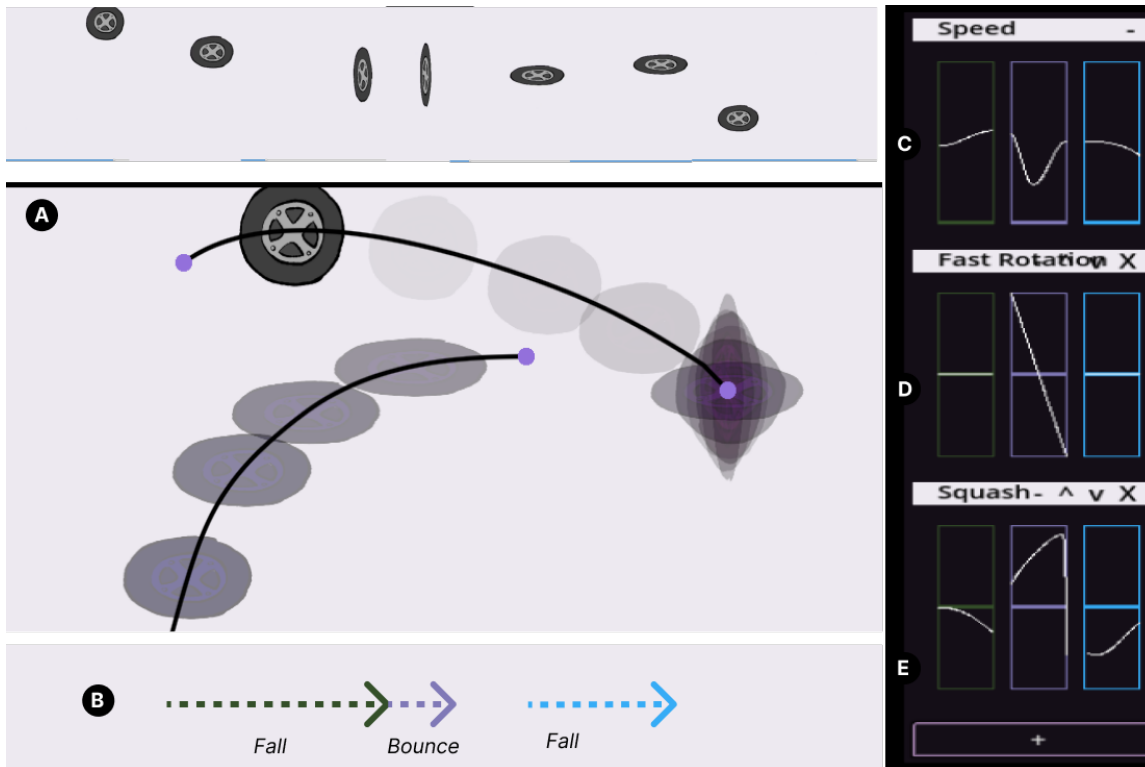 Speed -
C
A
Fast Rotation - ^ v X
D
Squash - ^ v X
E
B
Fall
Bounce
Fall
+